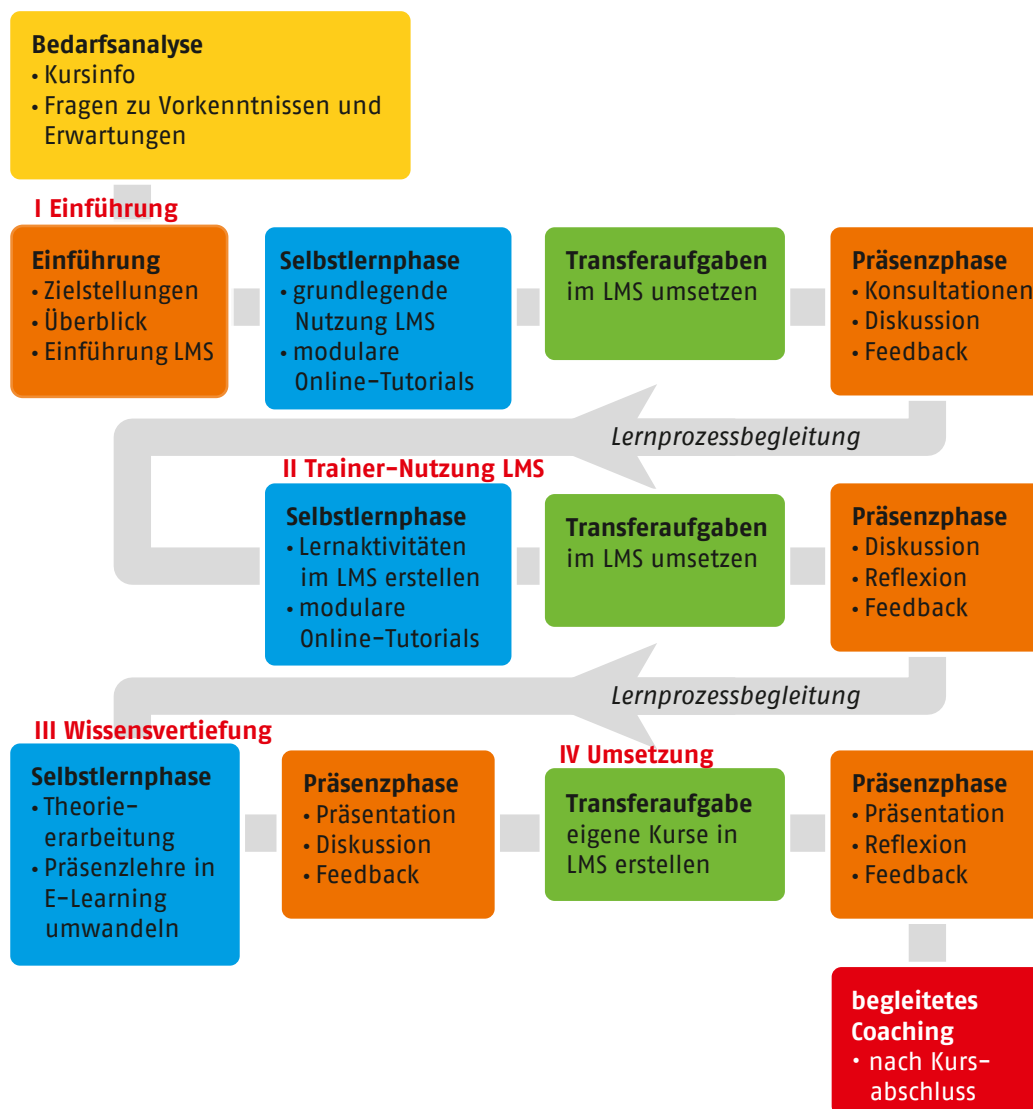 Bedarfsanalyse
• Kursinfo
• Fragen zu Vorkenntnissen und
Erwartungen
I Einführung
Einführung
• Zielstellungen
• Überblick
• Einführung LMS
Selbstlernphase
• grundlegende
Nutzung LMS
• modulare
Online-Tutorials
Transferaufgaben
im LMS umsetzen
Präsenzphase
• Konsultationen
• Diskussion
• Feedback
Lernprozessbegleitung
II Trainer-Nutzung LMS
Selbstlernphase
• Lernaktivitäten
im LMS erstellen
• modulare
Online-Tutorials
Transferaufgaben
im LMS umsetzen
Präsenzphase
• Diskussion
• Reflexion
• Feedback
Lernprozessbegleitung
III Wissensvertiefung
Selbstlernphase
• Theorie-
erarbeitung
• Präsenzlehre in
E-Learning
umwandeln
Präsenzphase
• Präsentation
• Diskussion
• Feedback
IV Umsetzung
Transferaufgabe
eigene Kurse in
LMS erstellen
Präsenzphase
• Präsentation
• Reflexion
• Feedback
begleitetes
Coaching
• nach Kurs-
abschluss